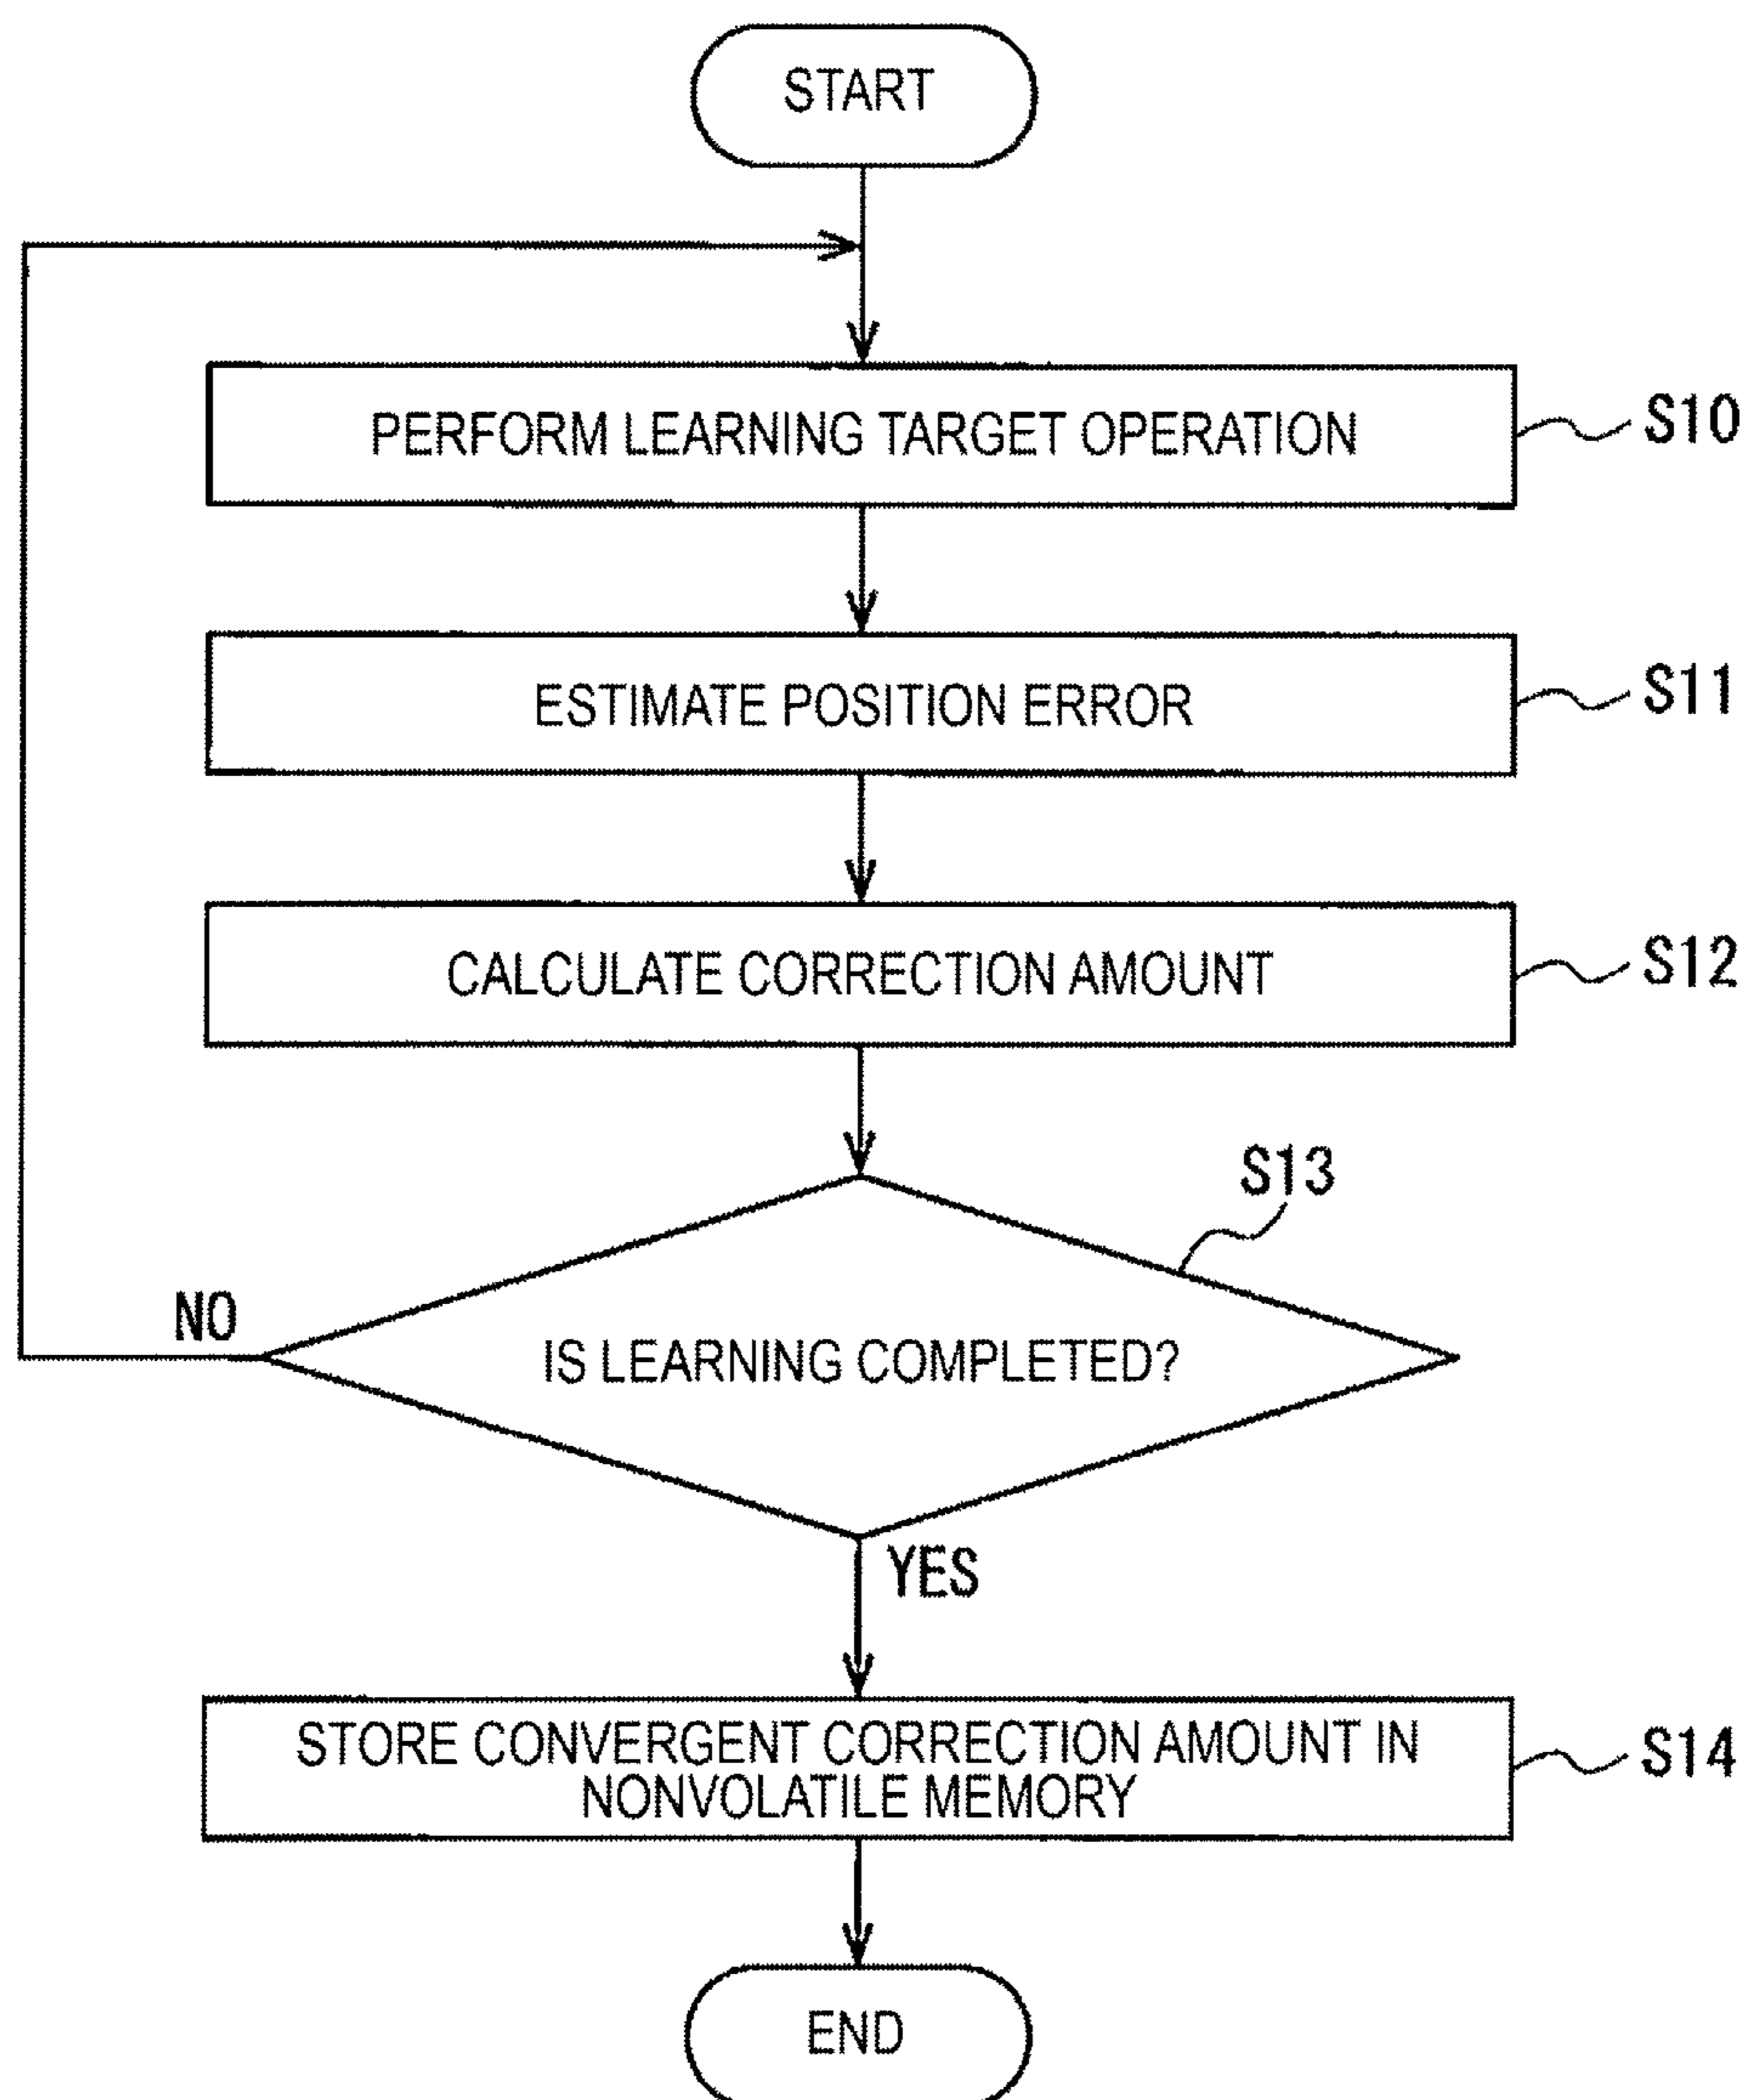 START
PERFORM LEARNING TARGET OPERATION
S10
ESTIMATE POSITION ERROR
S11
CALCULATE CORRECTION AMOUNT
S12
S13
NO
IS LEARNING COMPLETED?
YES
STORE CONVERGENT CORRECTION AMOUNT IN
NONVOLATILE MEMORY
S14
END